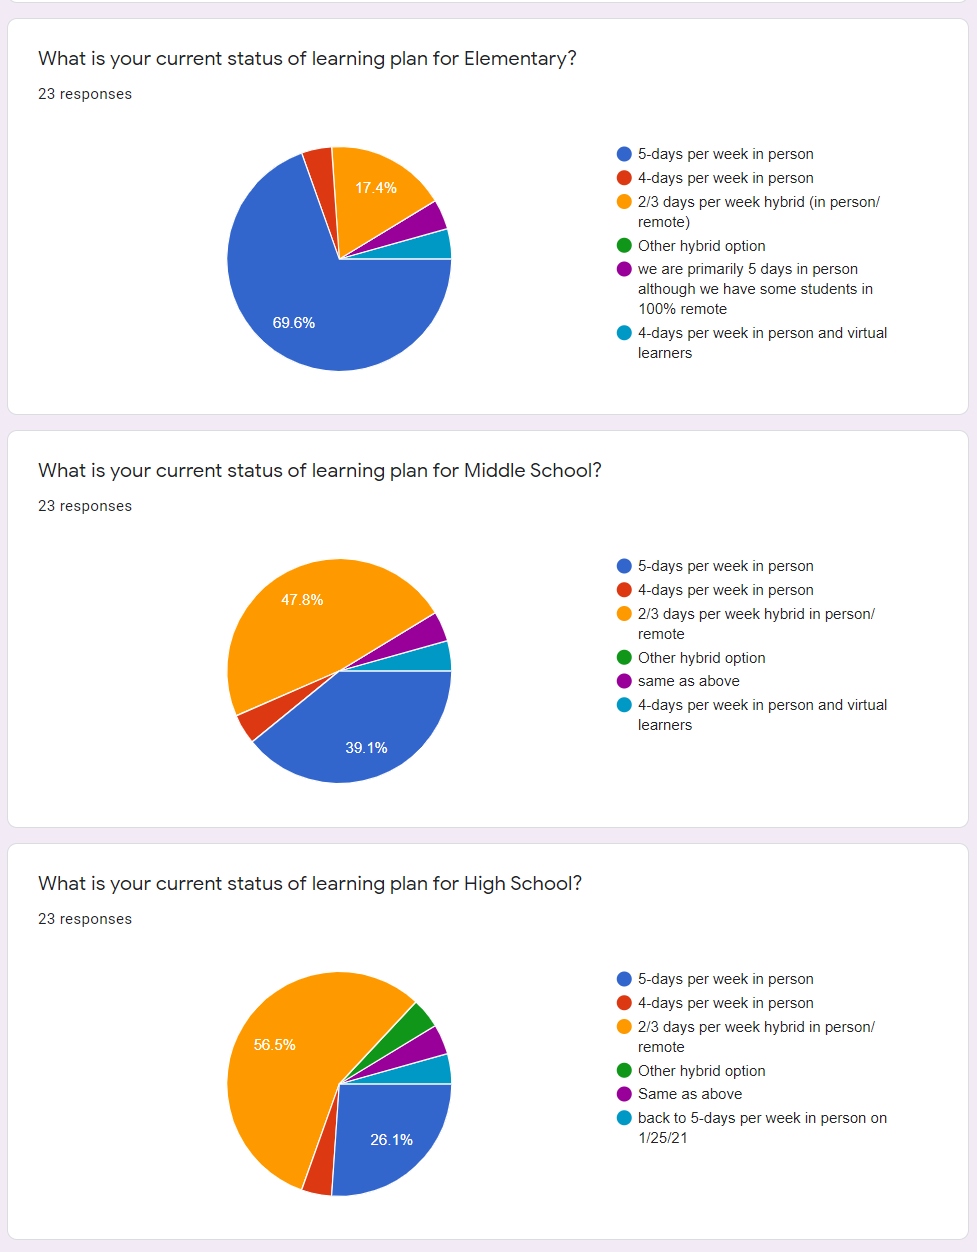 What is your current status of learning plan for Elementary?
23 responses
17.4%
69.6%
5-days per week in person
4-days per week in person
2/3 days per week hybrid (in person/
remote)
Other hybrid option
we are primarily 5 days in person
although we have some students in
100% remote
4-days per week in person and virtual
learners
What is your current status of learning plan for Middle School?
23 responses
47.8%
39.1%
5-days per week in person
4-days per week in person
2/3 days per week hybrid in person/
remote
Other hybrid option
same as above
4-days per week in person and virtual
learners
What is your current status of learning plan for High School?
23 responses
56.5%
26.1%
5-days per week in person
4-days per week in person
2/3 days per week hybrid in person/
remote
Other hybrid option
Same as above
back to 5-days per week in person on
1/25/21